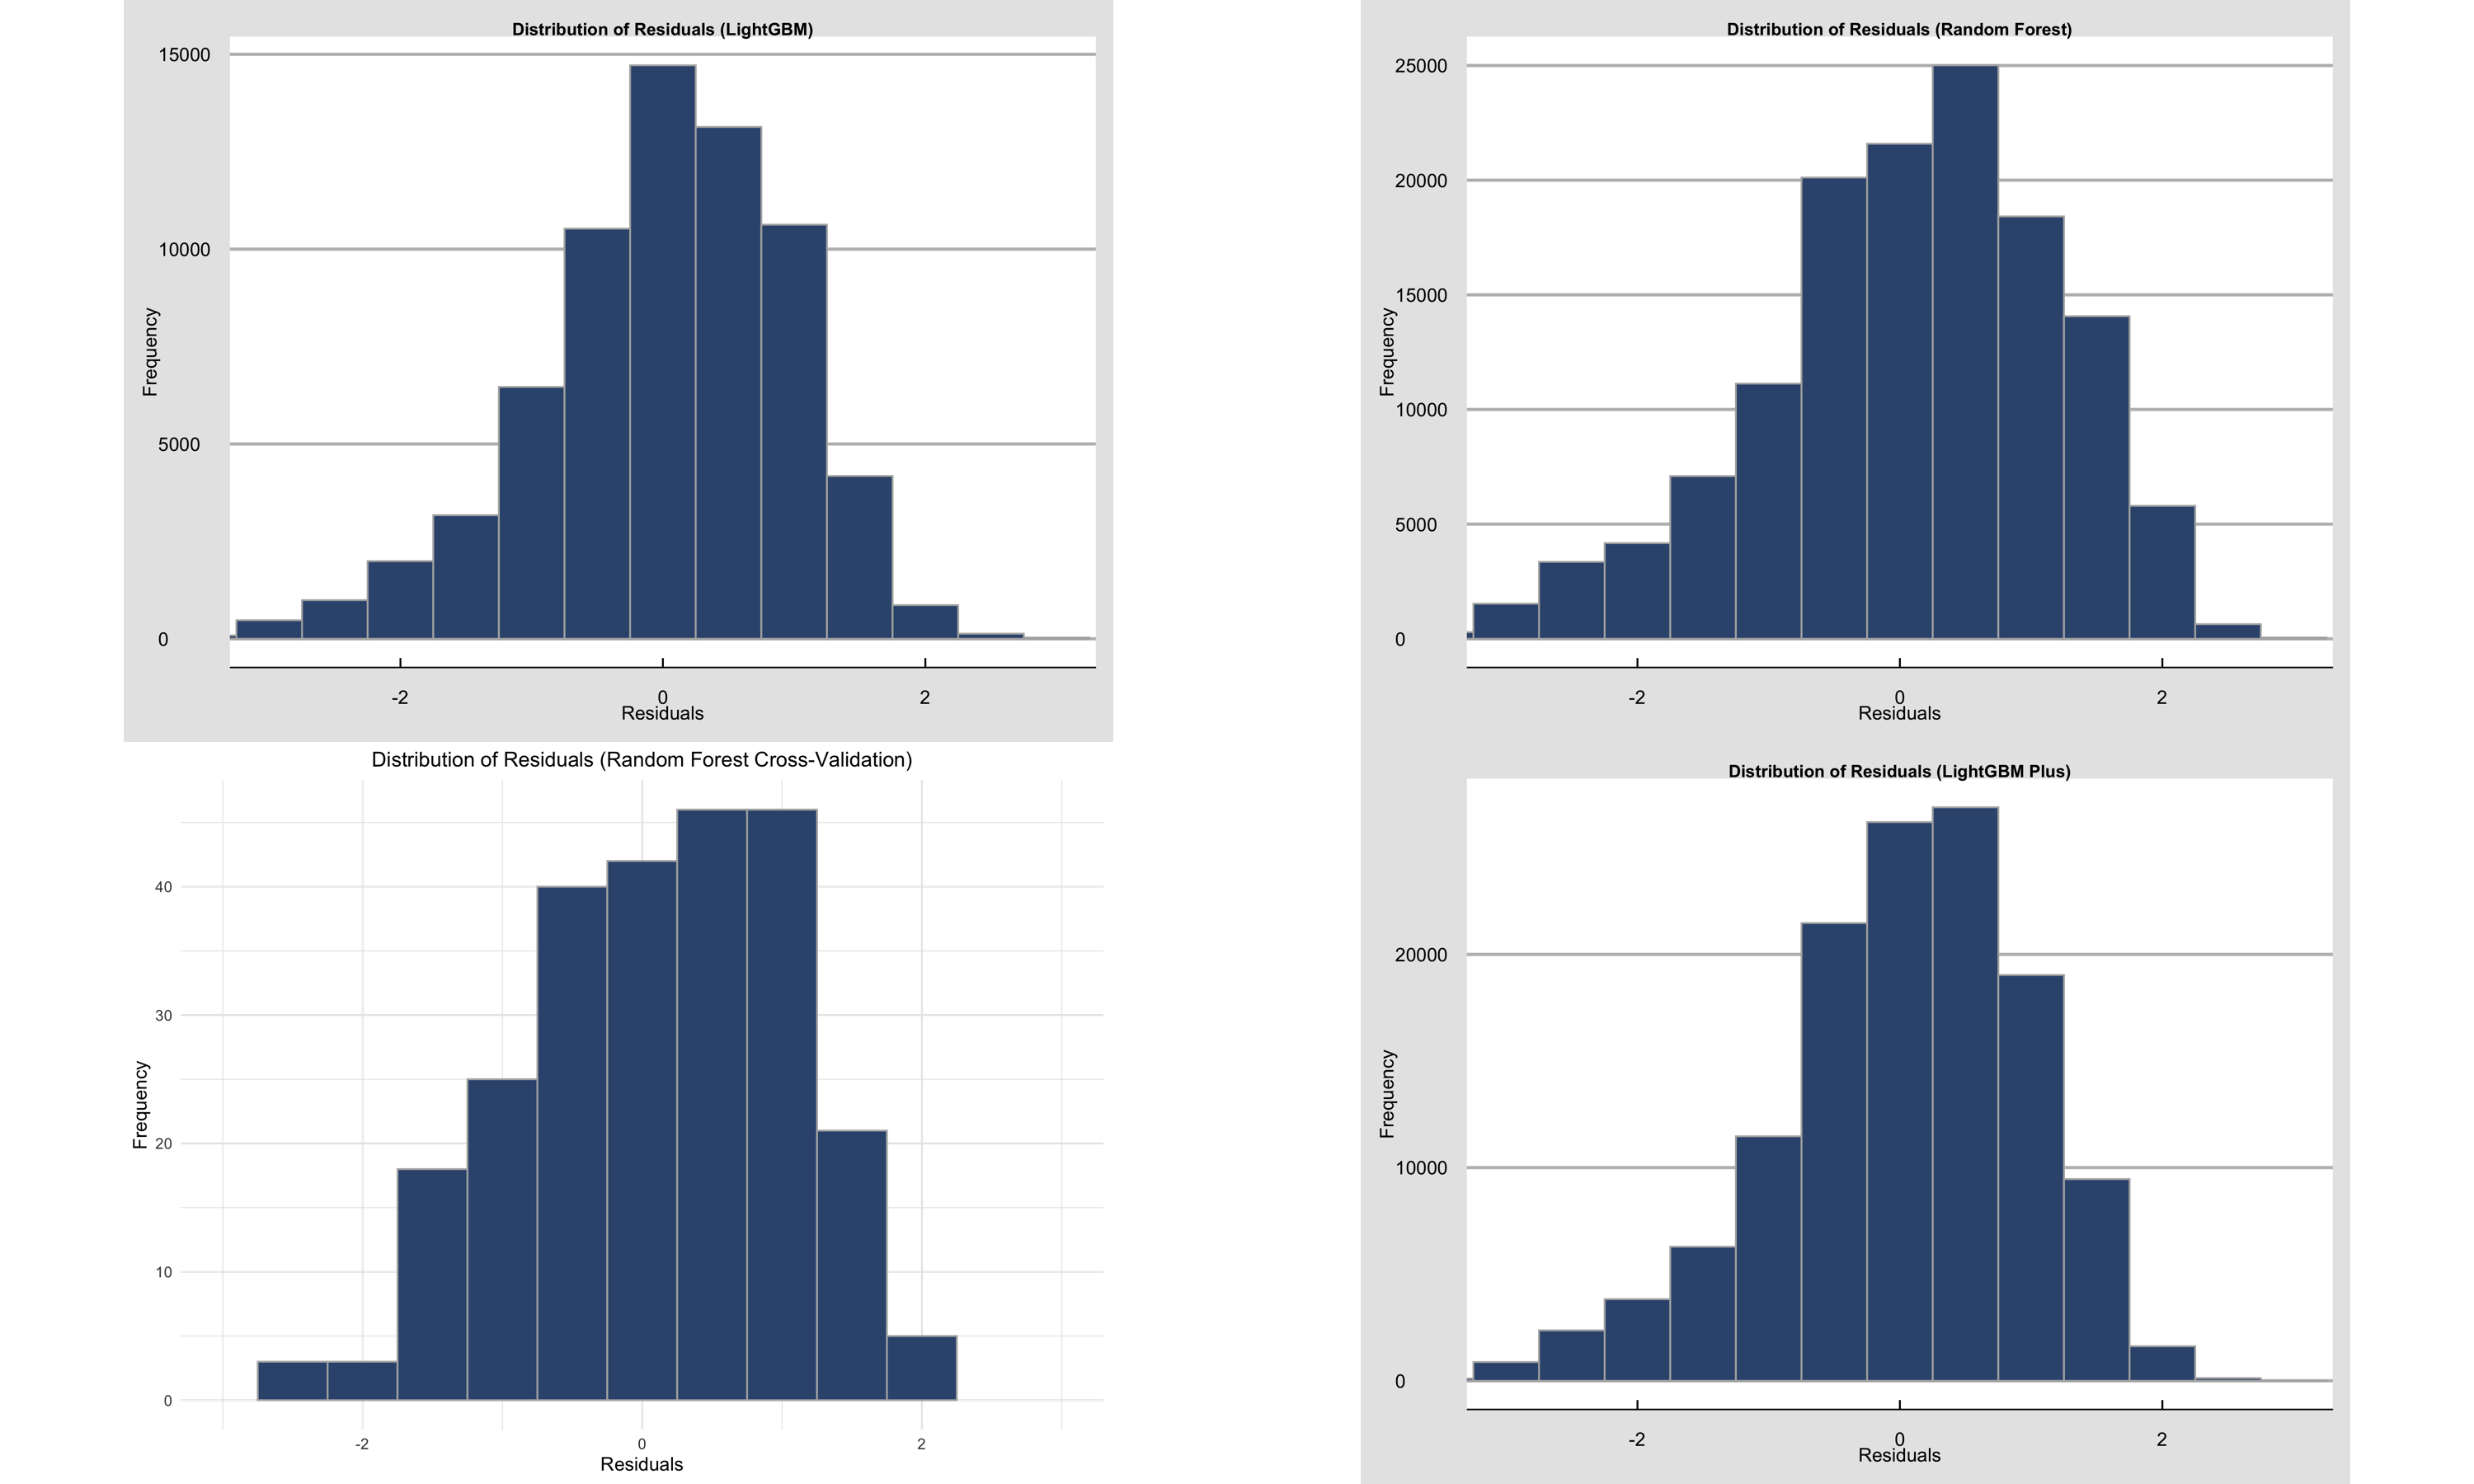 Distribution of Residuals (LightGBM)
15000
10000
5000
0
Frequency
-2
0
2
Residuals
Distribution of Residuals (Random Forest)
25000
20000
15000
10000
5000
0
Frequency
-2
0
2
Residuals
Distribution of Residuals (Random Forest Cross-Validation)
40
30
20
10
0
Frequency
-2
0
2
Residuals
Distribution of Residuals (LightGBM Plus)
20000
10000
0
Frequency
-2
0
2
Residuals